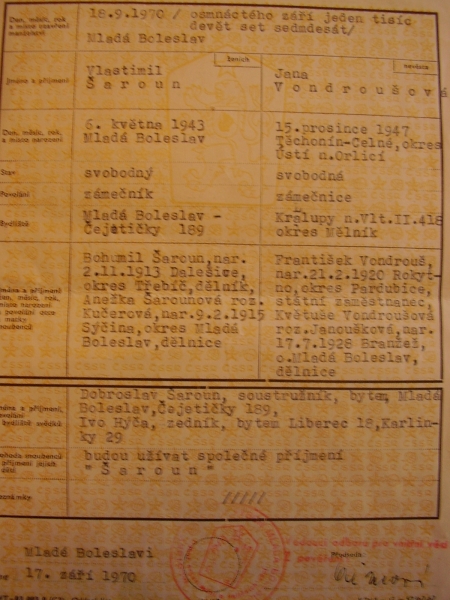 Den, měsíc, rok a místo uzavření manželství
18.9.1970 / osmnáctého září jeden tisíc
devět set sedmdesát/
Mladá Boleslav
ženich
nevěsta
Jméno a příjmení
Vlastimil
Šaroun
Jana
Vondroušová
Den, měsíc, rok a místo narození
6. května 1943
Mladá Boleslav
15.prosince 1947
Těchonín-Celné,okres
Ústí n.Orlicí
Stav
svobodný
svobodná
Povolání
zámečník
zámečnice
Bydliště
Mladá Boleslav -
Čejetičky 189
Kralupy n.Vlt.II.418
okres Mělník
Bohumil Šaroun,nar.
2.11.1913 Dalešice,
okres Třebíč,dělník,
Anežka Šarounová roz.
Kučerová,nar.9.2.1915
Sýčina,okres Mladá
Boleslav,dělnice
František Vondrouš,
nar.21.2.1920 Rokyt-
no,okres Pardubice,
státní zaměstnanec,
Květuše Vondroušová
roz.Janoušková,nar.
17.7.1928 Branžež,
o.Mladá Boleslav,
dělnice
bydliště svědků
Dobroslav Šaroun, soustružník, bytem Mladá
Boleslav,Čejetičky 189,
Ivo Hýča, zedník, bytem Liberec 18,Karlin-
ky 29
budou užívat společné příjmení
" Šaroun "
/////
Mladé Boleslavi
dne 17. září 1970